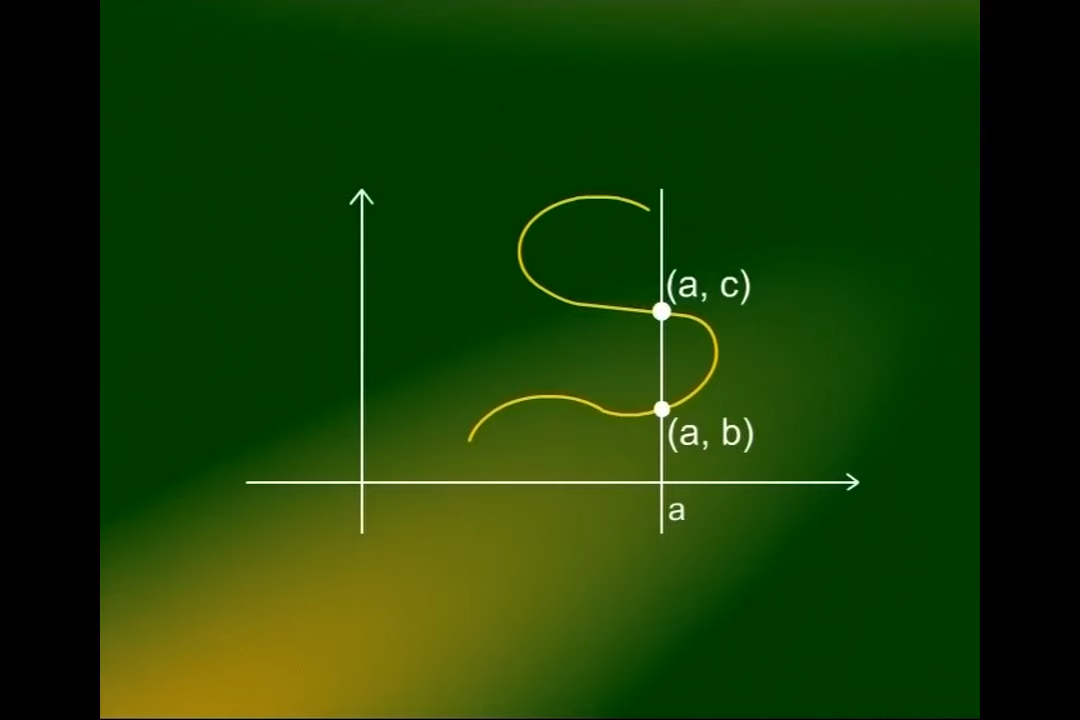 (a, c)
(a, b)
a